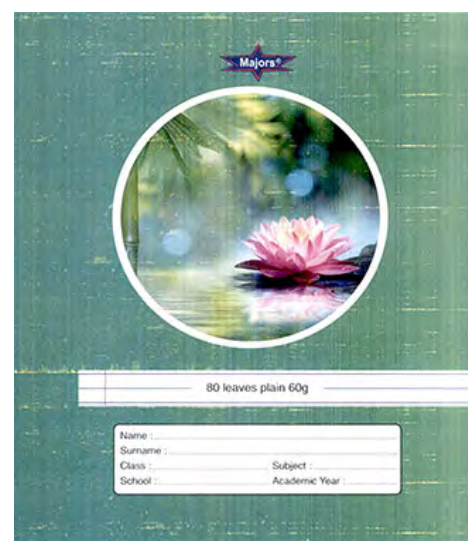 Majors®
80 leaves plain 60g
Name :
Surname :
Class : Subject :
School : Academic Year :